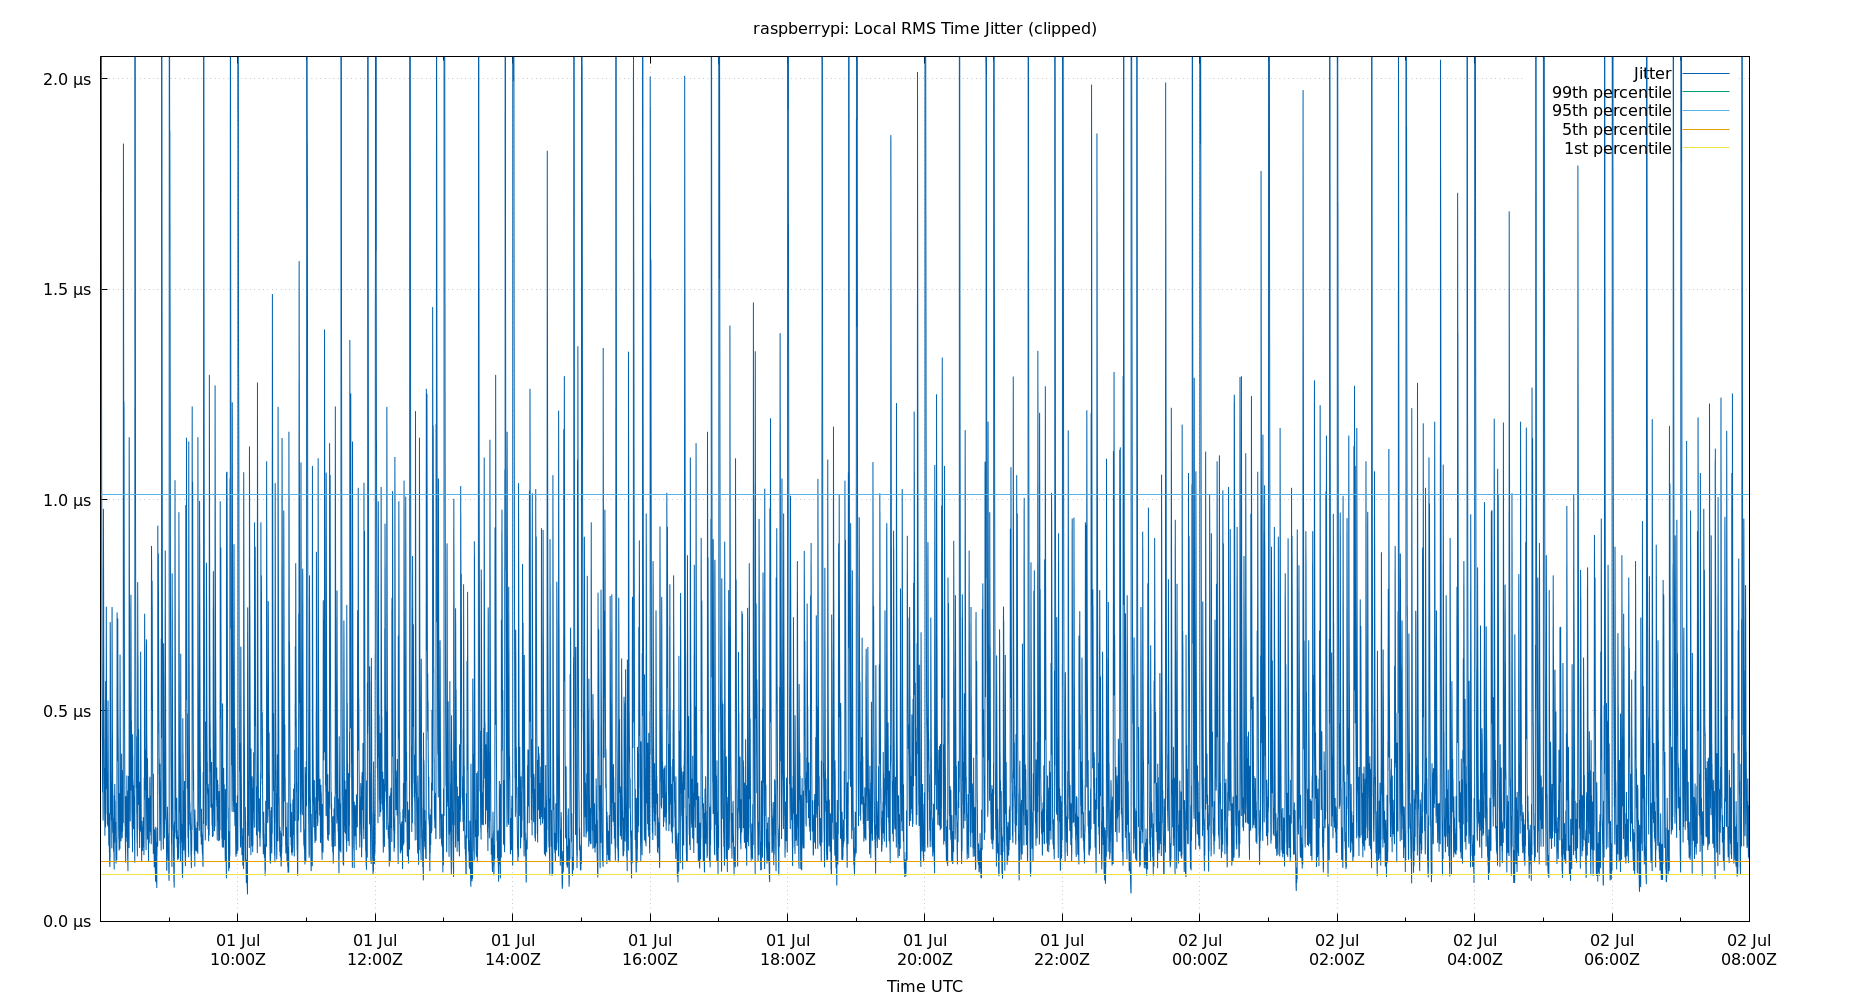 raspberrypi: Local RMS Time Jitter (clipped)
2.0 μs
1.5 μs
1.0 μs
0.5 μs
0.0 μs
Jitter
99th percentile
95th percentile
5th percentile
1st percentile
01 Jul 01 Jul 01 Jul 01 Jul 01 Jul 01 Jul 01 Jul 02 Jul 02 Jul 02 Jul 02 Jul 02 Jul
10:00Z 12:00Z 14:00Z 16:00Z 18:00Z 20:00Z 22:00Z 00:00Z 02:00Z 04:00Z 06:00Z 08:00Z
Time UTC